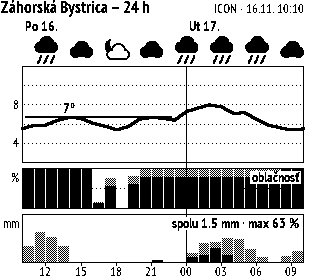 Záhorská Bystrica – 24 h
ICON · 16.11. 10:10
Po 16.
Ut 17.
8
7°
4
%
oblačnosť
mm
spolu 1.5 mm · max 63 %
12 15 18 21 00 03 06 09